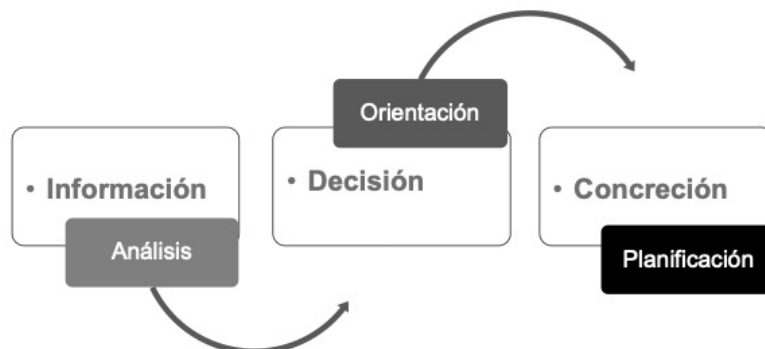 Orientación
• Información
• Decisión
• Concreción
Análisis
Planificación